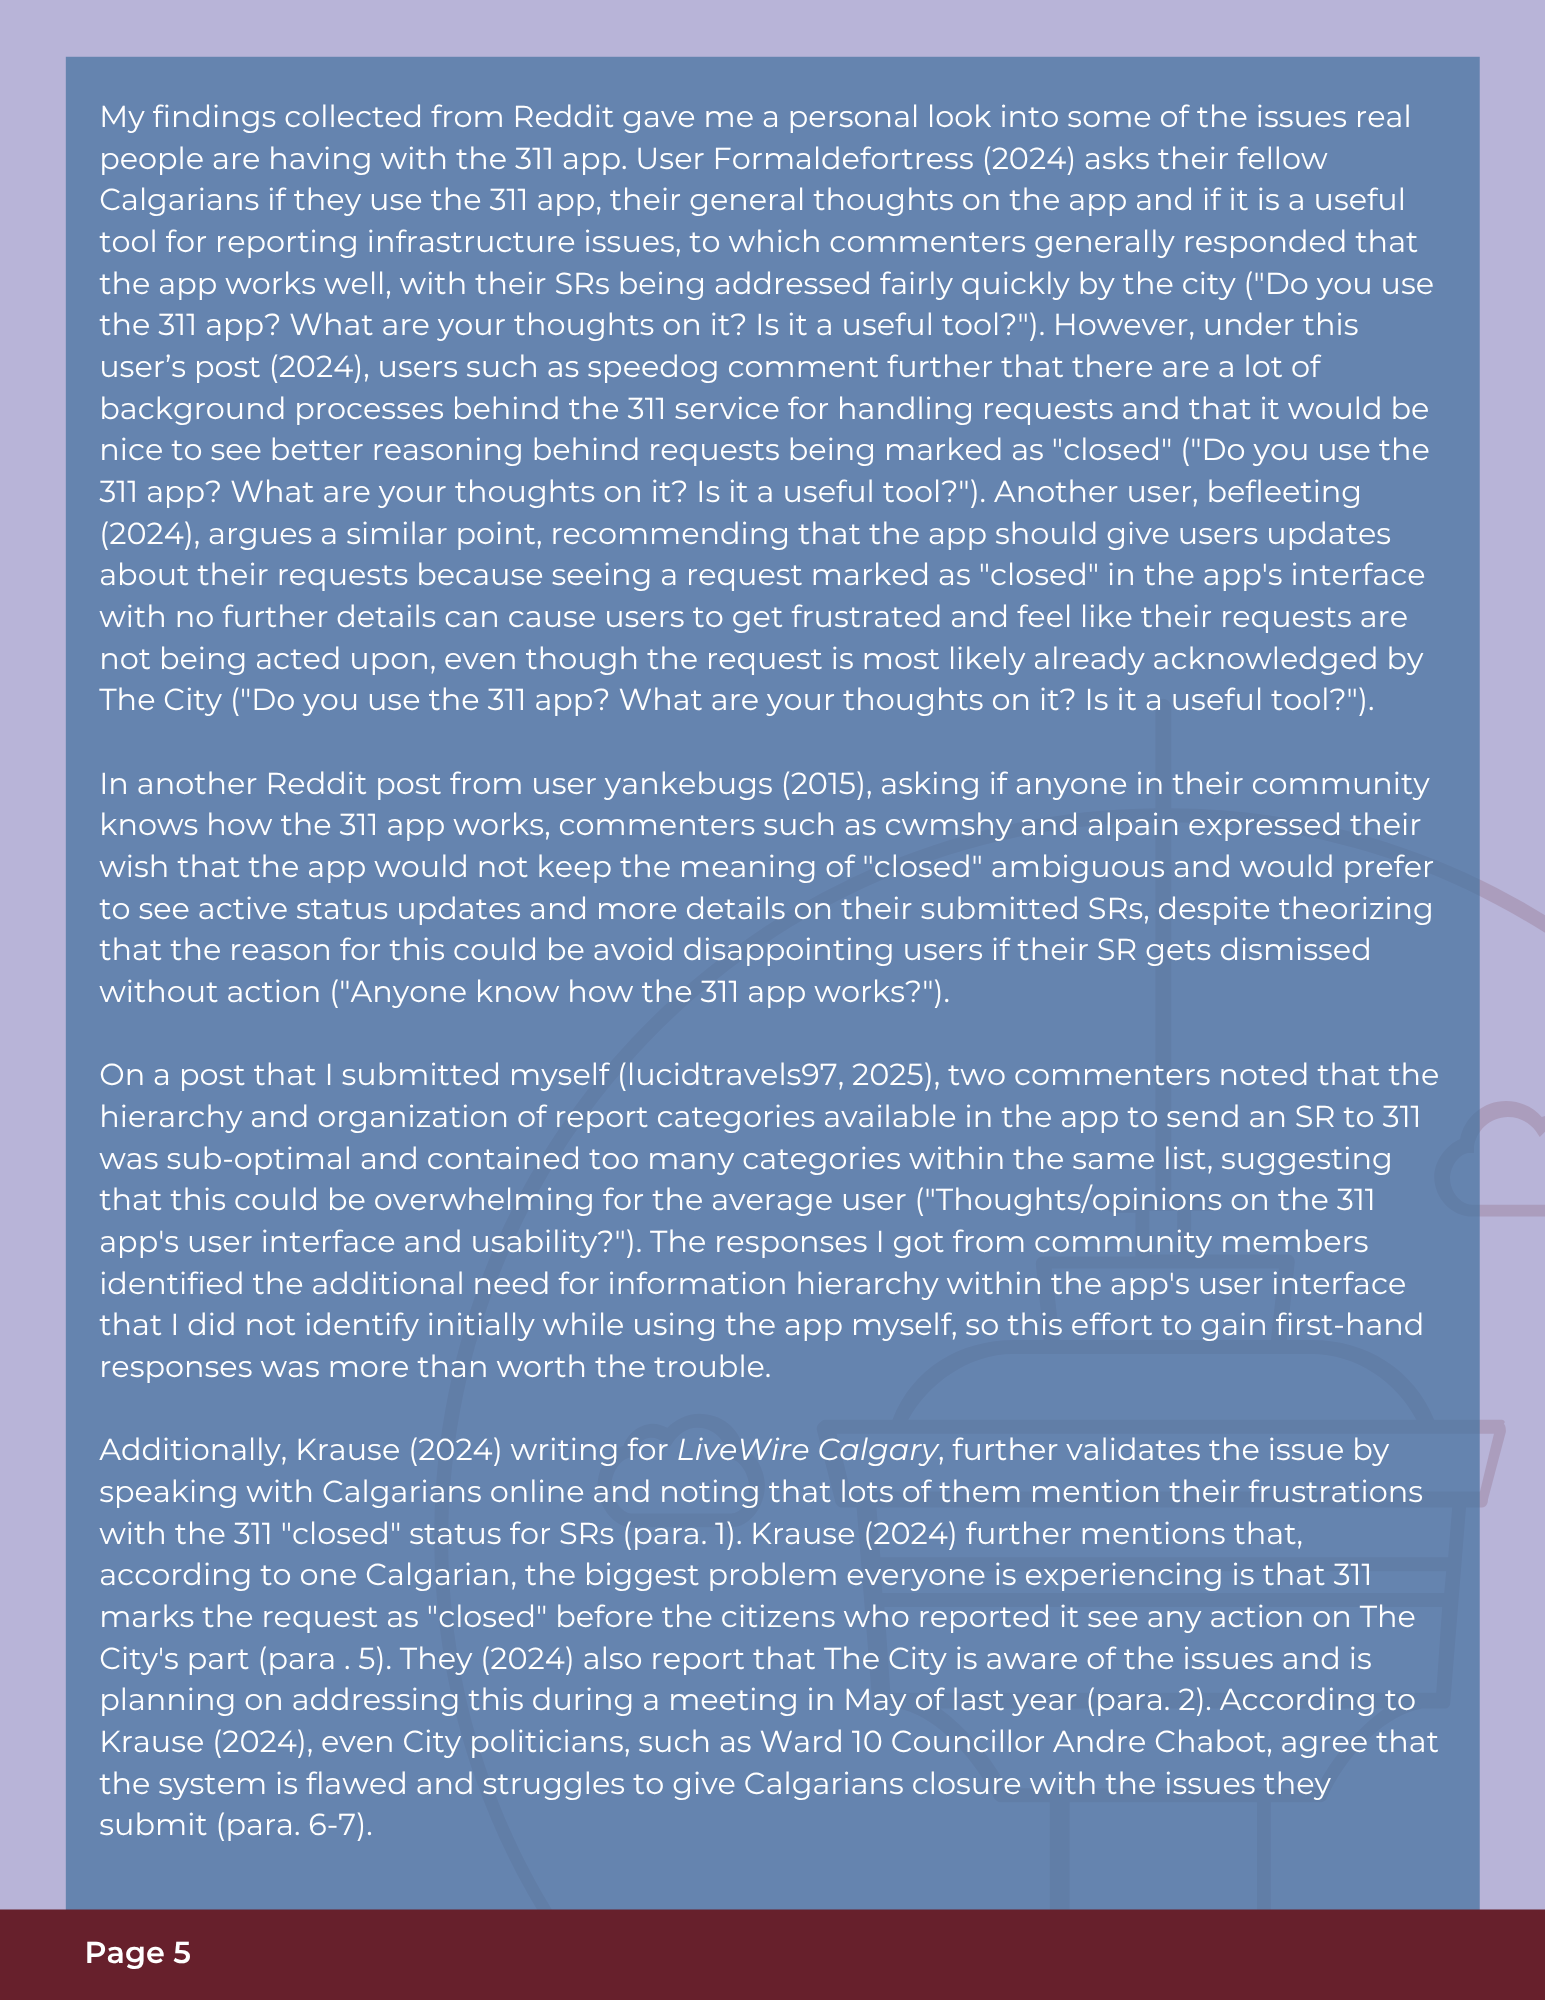 My findings collected from Reddit gave me a personal look into some of the issues real
people are having with the 311 app. User Formaldefortress (2024) asks their fellow
Calgarians if they use the 311 app, their general thoughts on the app and if it is a useful
tool for reporting infrastructure issues, to which commenters generally responded that
the app works well, with their SRs being addressed fairly quickly by the city ("Do you use
the 311 app? What are your thoughts on it? Is it a useful tool?"). However, under this
user’s post (2024), users such as speedog comment further that there are a lot of
background processes behind the 311 service for handling requests and that it would be
nice to see better reasoning behind requests being marked as "closed" ("Do you use the
311 app? What are your thoughts on it? Is it a useful tool?"). Another user, befleeting
(2024), argues a similar point, recommending that the app should give users updates
about their requests because seeing a request marked as "closed" in the app's interface
with no further details can cause users to get frustrated and feel like their requests are
not being acted upon, even though the request is most likely already acknowledged by
The City ("Do you use the 311 app? What are your thoughts on it? Is it a useful tool?").
In another Reddit post from user yankebugs (2015), asking if anyone in their community
knows how the 311 app works, commenters such as cwmshy and alpain expressed their
wish that the app would not keep the meaning of "closed" ambiguous and would prefer
to see active status updates and more details on their submitted SRs, despite theorizing
that the reason for this could be avoid disappointing users if their SR gets dismissed
without action ("Anyone know how the 311 app works?").
On a post that I submitted myself (lucidtravels97, 2025), two commenters noted that the
hierarchy and organization of report categories available in the app to send an SR to 311
was sub-optimal and contained too many categories within the same list, suggesting
that this could be overwhelming for the average user ("Thoughts/opinions on the 311
app's user interface and usability?"). The responses I got from community members
identified the additional need for information hierarchy within the app's user interface
that I did not identify initially while using the app myself, so this effort to gain first-hand
responses was more than worth the trouble.
Additionally, Krause (2024) writing for LiveWire Calgary, further validates the issue by
speaking with Calgarians online and noting that lots of them mention their frustrations
with the 311 "closed" status for SRs (para. 1). Krause (2024) further mentions that,
according to one Calgarian, the biggest problem everyone is experiencing is that 311
marks the request as "closed" before the citizens who reported it see any action on The
City's part (para . 5). They (2024) also report that The City is aware of the issues and is
planning on addressing this during a meeting in May of last year (para. 2). According to
Krause (2024), even City politicians, such as Ward 10 Councillor Andre Chabot, agree that
the system is flawed and struggles to give Calgarians closure with the issues they
submit (para. 6-7).
Page 5